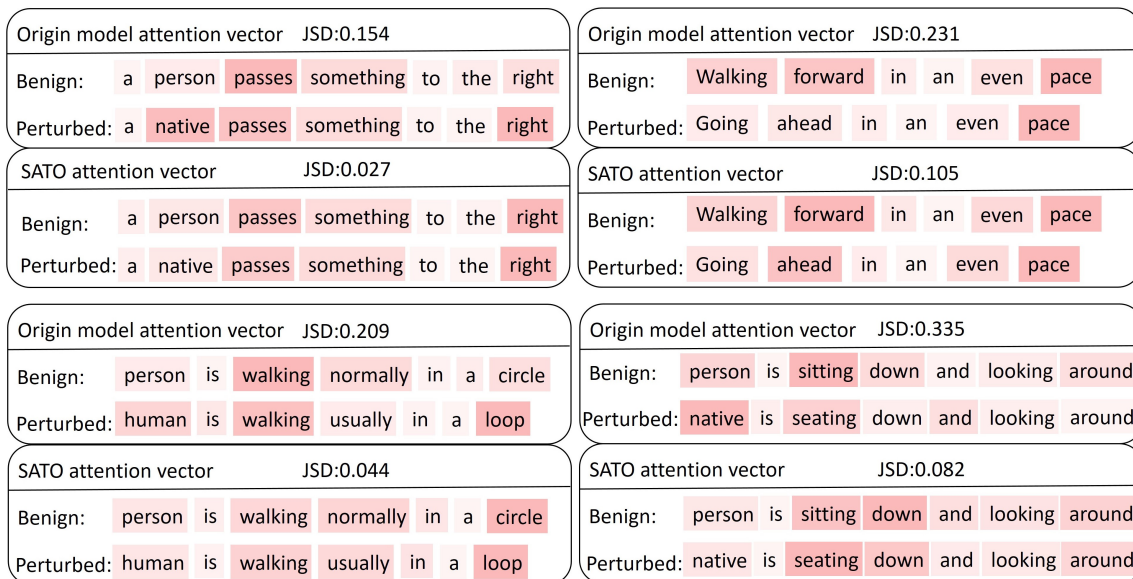 Origin model attention vector JSD:0.154
Benign: a person passes something to the right
Perturbed: a native passes something to the right
SATO attention vector JSD:0.027
Benign: a person passes something to the right
Perturbed: a native passes something to the right
Origin model attention vector JSD:0.231
Benign: Walking forward in an even pace
Perturbed: Going ahead in an even pace
SATO attention vector JSD:0.105
Benign: Walking forward in an even pace
Perturbed: Going ahead in an even pace
Origin model attention vector JSD:0.209
Benign: person is walking normally in a circle
Perturbed: human is walking usually in a loop
SATO attention vector JSD:0.044
Benign: person is walking normally in a circle
Perturbed: human is walking usually in a loop
Origin model attention vector JSD:0.335
Benign: person is sitting down and looking around
Perturbed: native is seating down and looking around
SATO attention vector JSD:0.082
Benign: person is sitting down and looking around
Perturbed: native is seating down and looking around